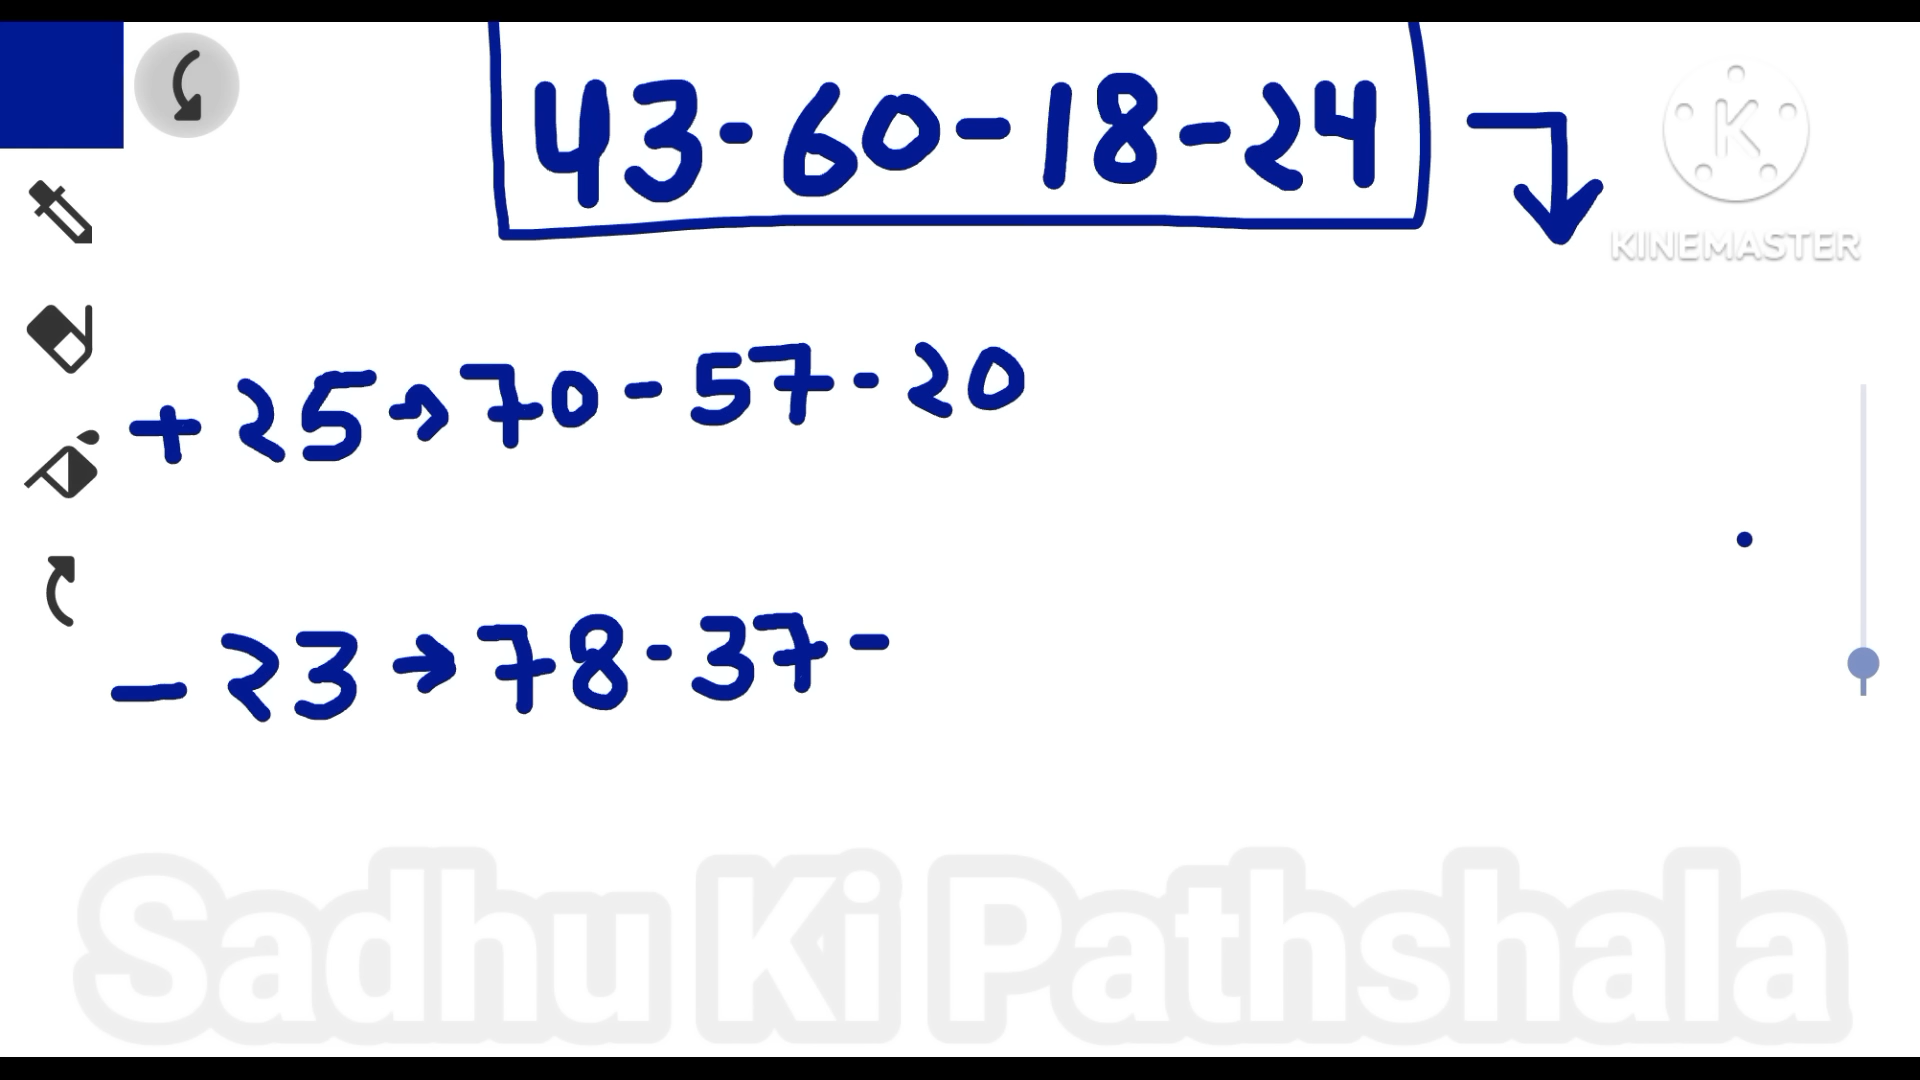 43-60-18-24
K
KINEMASTER
+25→70-57-20
-23→78-37-
Sadhu Ki Pathshala